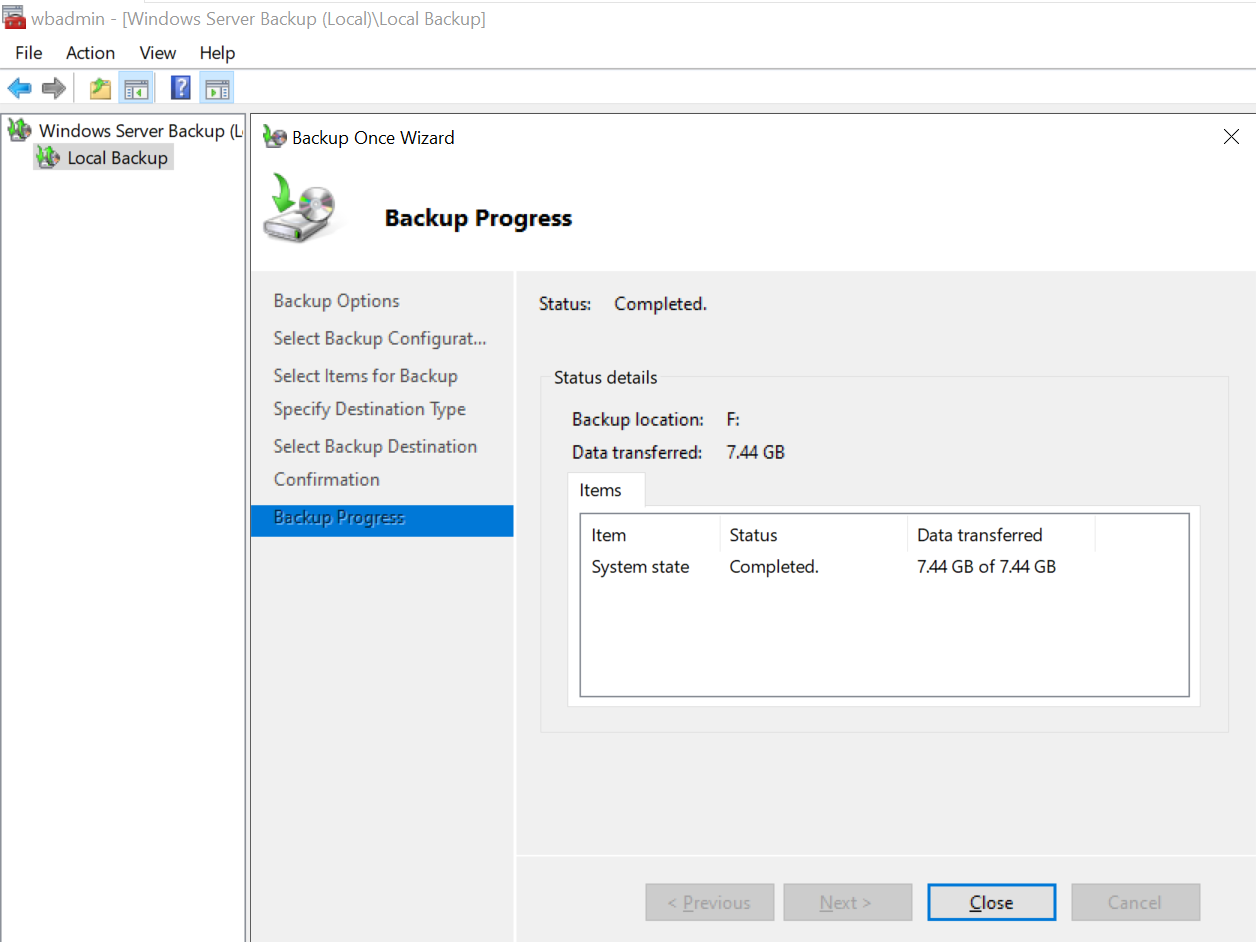 wbadmin - [Windows Server Backup (Local)\Local Backup]
File Action View Help
Windows Server Backup (L
Local Backup
Backup Once Wizard
Backup Progress
Backup Options
Select Backup Configurat...
Select Items for Backup
Specify Destination Type
Select Backup Destination
Confirmation
Backup Progress
Status: Completed.
Status details
Backup location: F:
Data transferred: 7.44 GB
Items
Item Status Data transferred
System state Completed. 7.44 GB of 7.44 GB
< Previous Next > Close Cancel